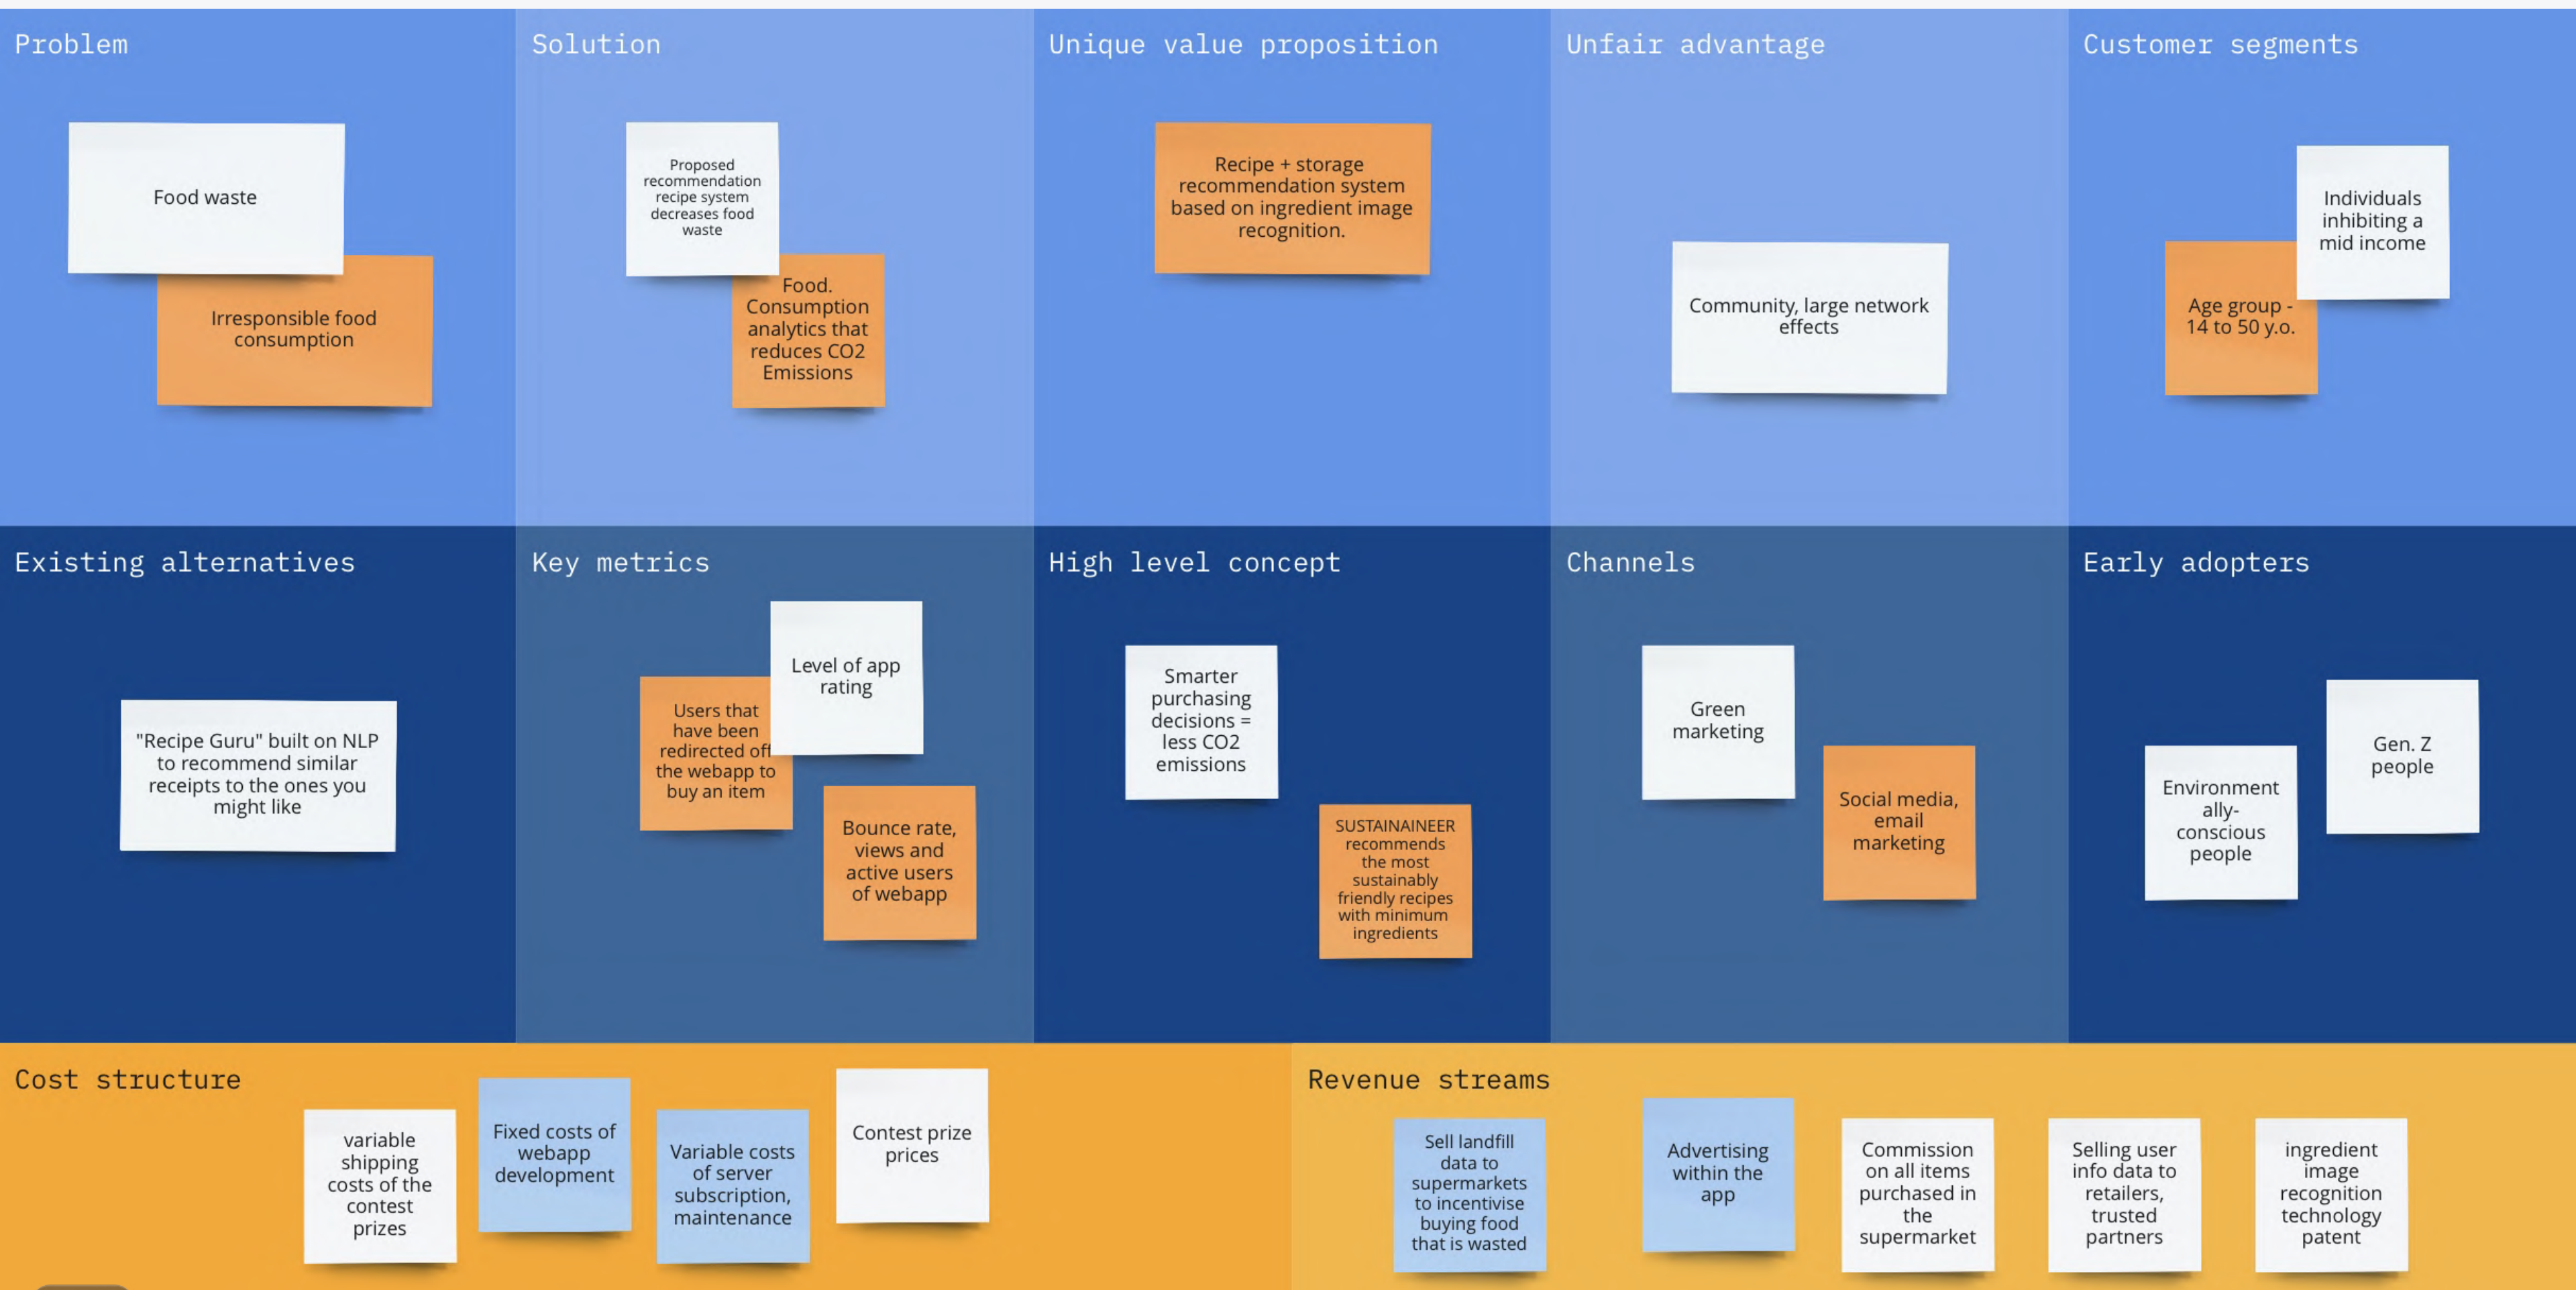 Problem
Food waste
Irresponsible food
consumption
Solution
Proposed
recommendation
recipe system
decreases food
waste
Food.
Consumption
analytics that
reduces CO2
Emissions
Unique value proposition
Recipe + storage
recommendation system
based on ingredient image
recognition.
Unfair advantage
Community, large network
effects
Customer segments
Individuals
inhibiting a
mid income
Age group -
14 to 50 y.o.
Existing alternatives
"Recipe Guru" built on NLP
to recommend similar
receipts to the ones you
might like
Key metrics
Level of app
rating
Users that
have been
redirected off
the webapp to
buy an item
Bounce rate,
views and
active users
of webapp
High level concept
Smarter
purchasing
decisions =
less CO2
emissions
SUSTAINAINEER
recommends
the most
sustainably
friendly recipes
with minimum
ingredients
Channels
Green
marketing
Social media,
email
marketing
Early adopters
Gen. Z
people
Environment
ally-
conscious
people
Cost structure
variable
shipping
costs of the
contest
prizes
Fixed costs of
webapp
development
Variable costs
of server
subscription,
maintenance
Contest prize
prices
Revenue streams
Sell landfill
data to
supermarkets
to incentivise
buying food
that is wasted
Advertising
within the
app
Commission
on all items
purchased in
the
supermarket
Selling user
info data to
retailers,
trusted
partners
ingredient
image
recognition
technology
patent